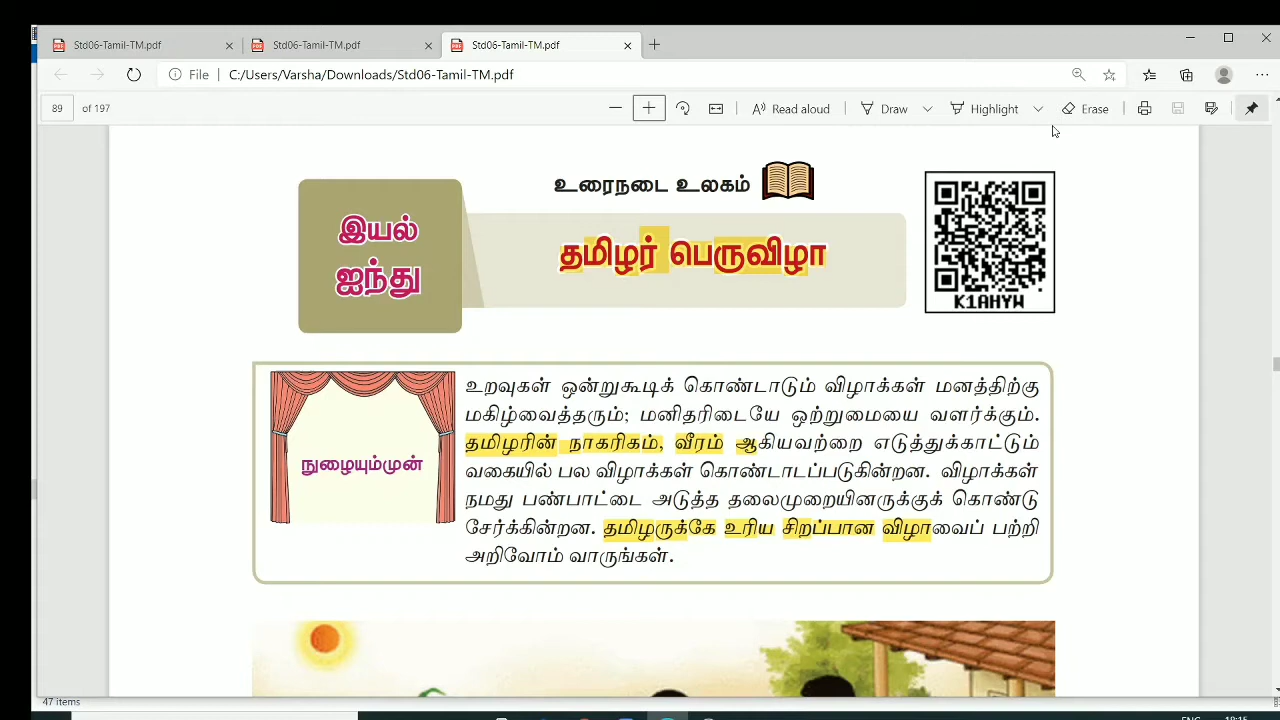 Std06-Tamil-TM.pdf
Std06-Tamil-TM.pdf
Std06-Tamil-TM.pdf
File C:/Users/Varsha/Downloads/Std06-Tamil-TM.pdf
89 of 197
Read aloud Draw Highlight Erase
உரைநடை உலகம்
இயல்
ஐந்து
தமிழர் பெருவிழா
K1AHYW
நுழையும்முன்
உறவுகள் ஒன்றுகூடிக் கொண்டாடும் விழாக்கள் மனத்திற்கு
மகிழ்வைத்தரும்; மனிதரிடையே ஒற்றுமையை வளர்க்கும்.
தமிழரின் நாகரிகம், வீரம் ஆகியவற்றை எடுத்துக்காட்டும்
வகையில் பல விழாக்கள் கொண்டாடப்படுகின்றன. விழாக்கள்
நமது பண்பாட்டை அடுத்த தலைமுறையினருக்குக் கொண்டு
சேர்க்கின்றன. தமிழருக்கே உரிய சிறப்பான விழாவைப் பற்றி
அறிவோம் வாருங்கள்.
47 items